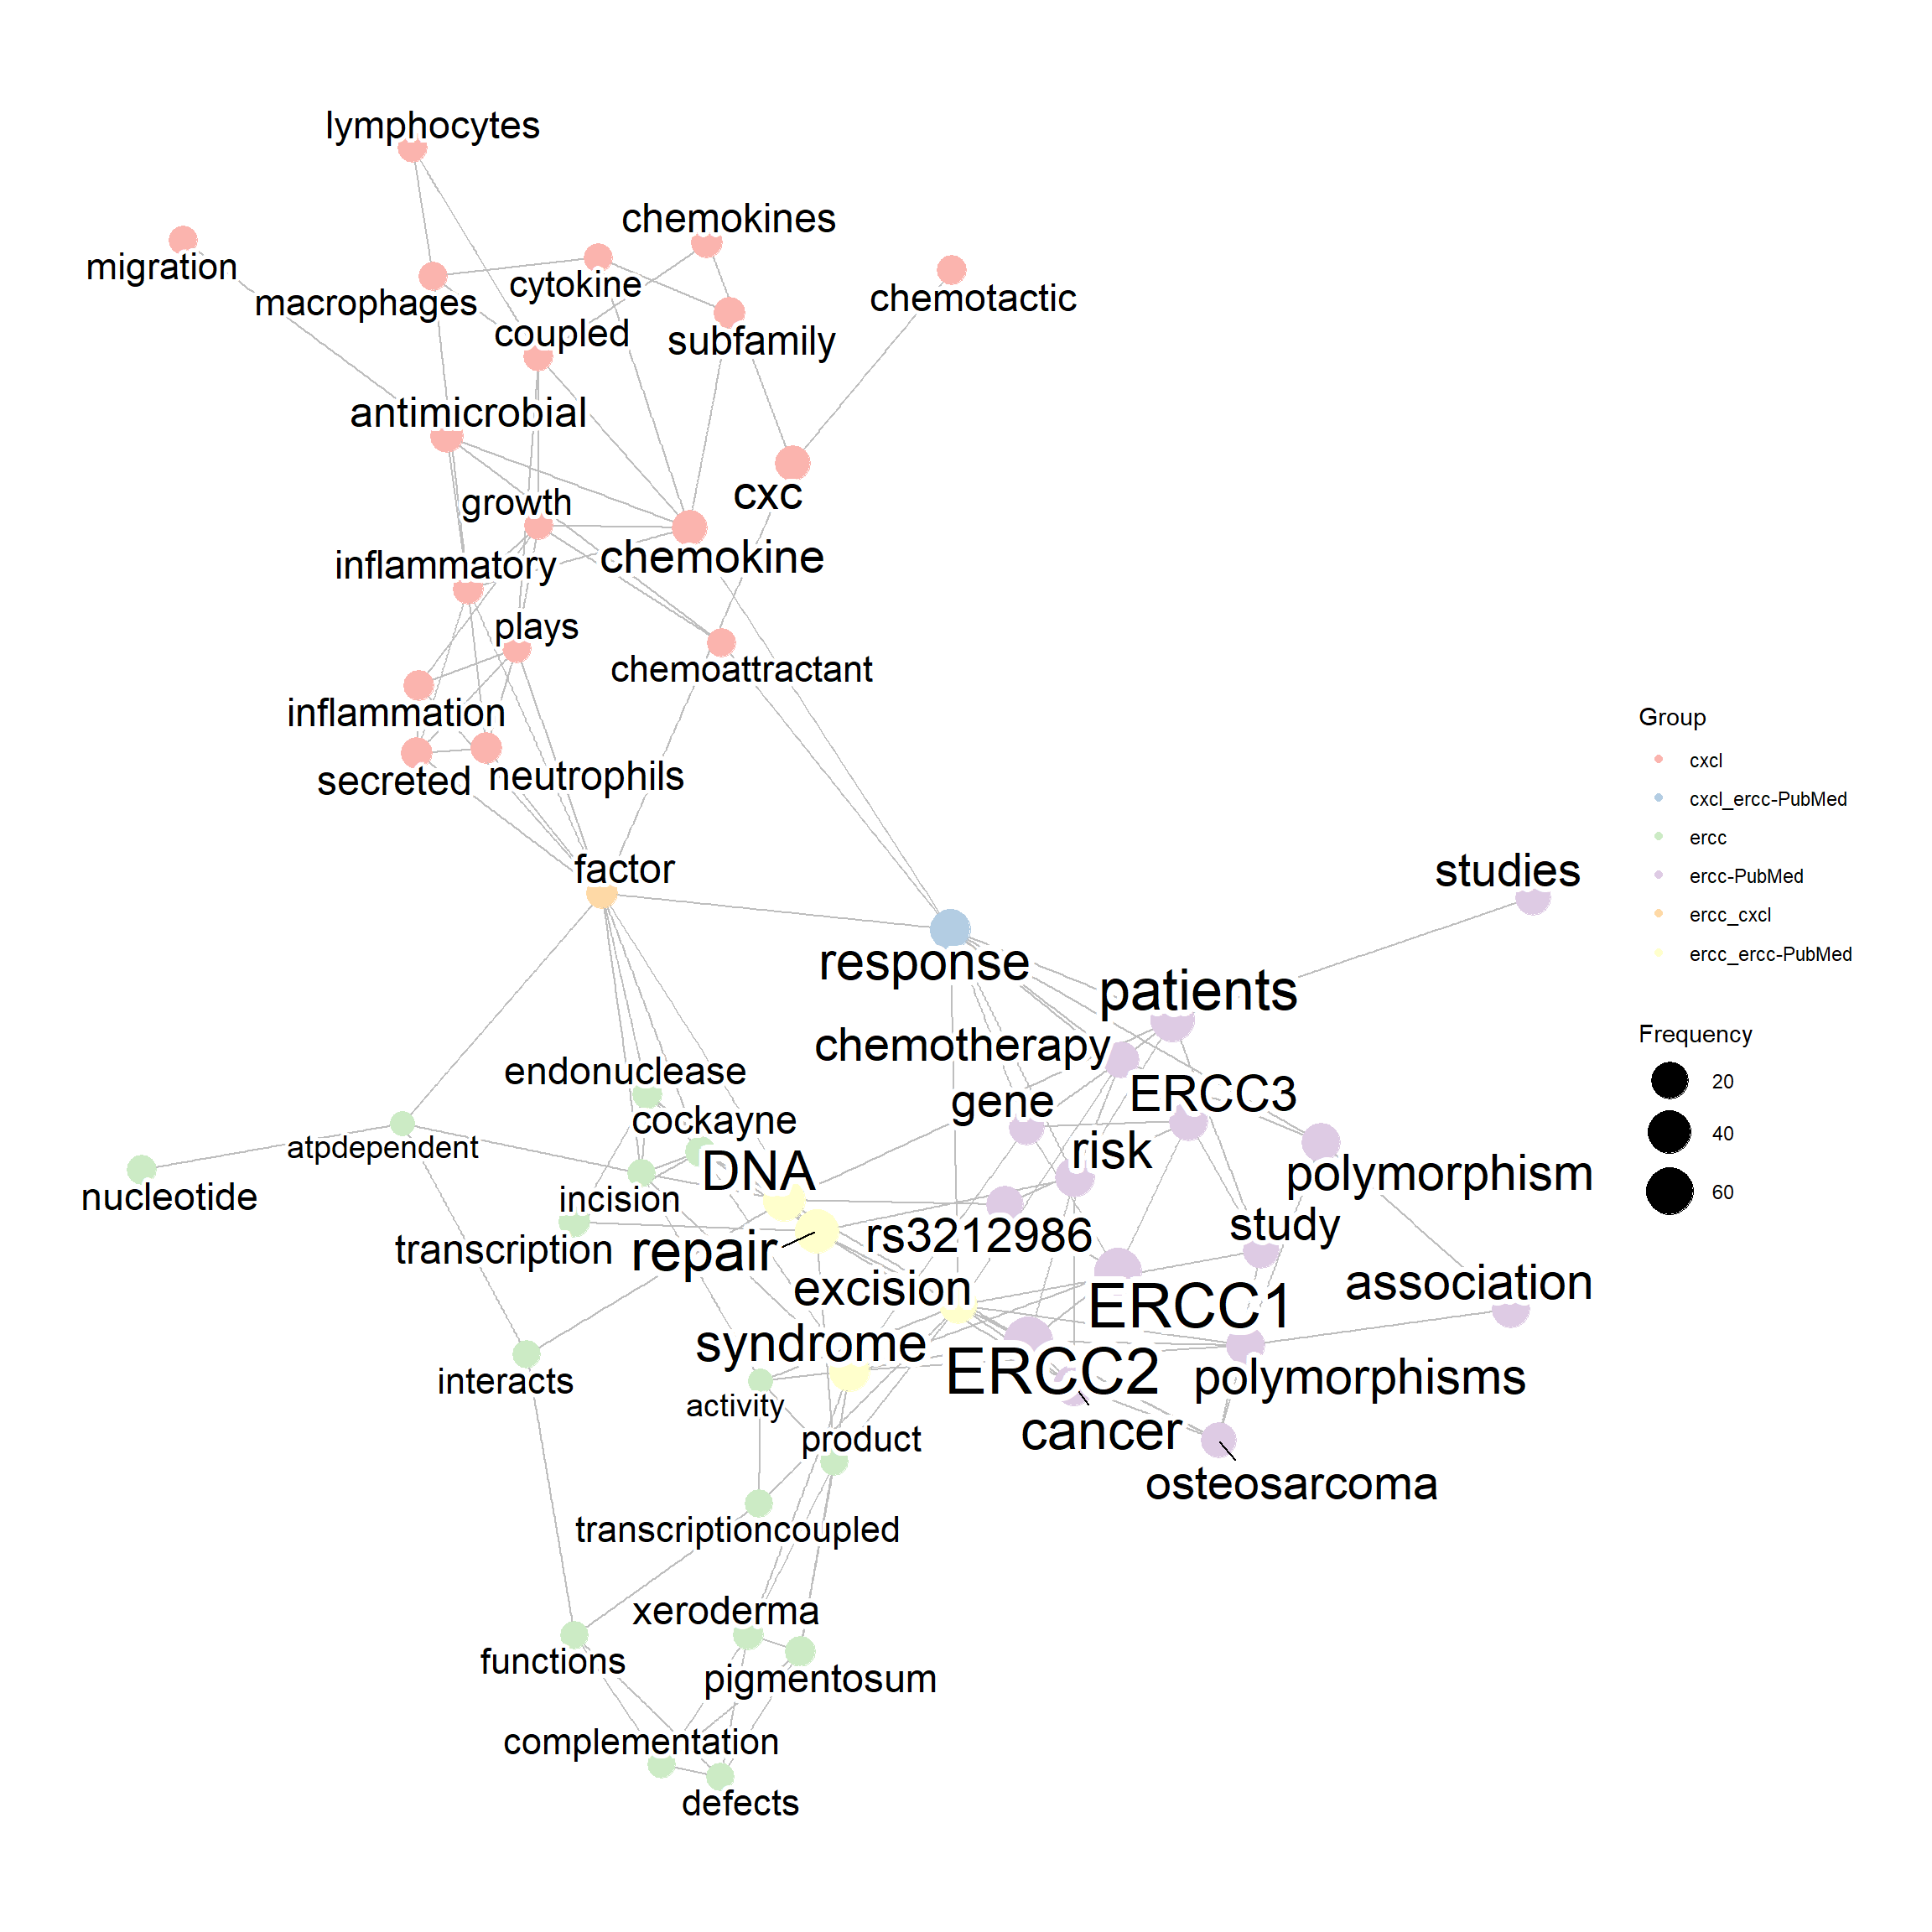 lymphocytes
chemokines
migration
cytokine
chemotactic
macrophages
coupled
subfamily
antimicrobial
cxc
growth
chemokine
inflammatory
plays
chemoattractant
inflammation
secreted
neutrophils
factor
studies
response
patients
chemotherapy
endonuclease
gene
ERCC3
cockayne
atpdependent
risk
DNA
polymorphism
nucleotide
incision
study
rs3212986
transcription
repair
excision
association
ERCC1
syndrome
ERCC2
interacts
polymorphisms
activity
cancer
product
osteosarcoma
transcriptioncoupled
xeroderma
functions
pigmentosum
complementation
defects
Group
cxcl
cxcl_ercc-PubMed
ercc
ercc-PubMed
ercc_cxcl
ercc_ercc-PubMed
Frequency
20
40
60